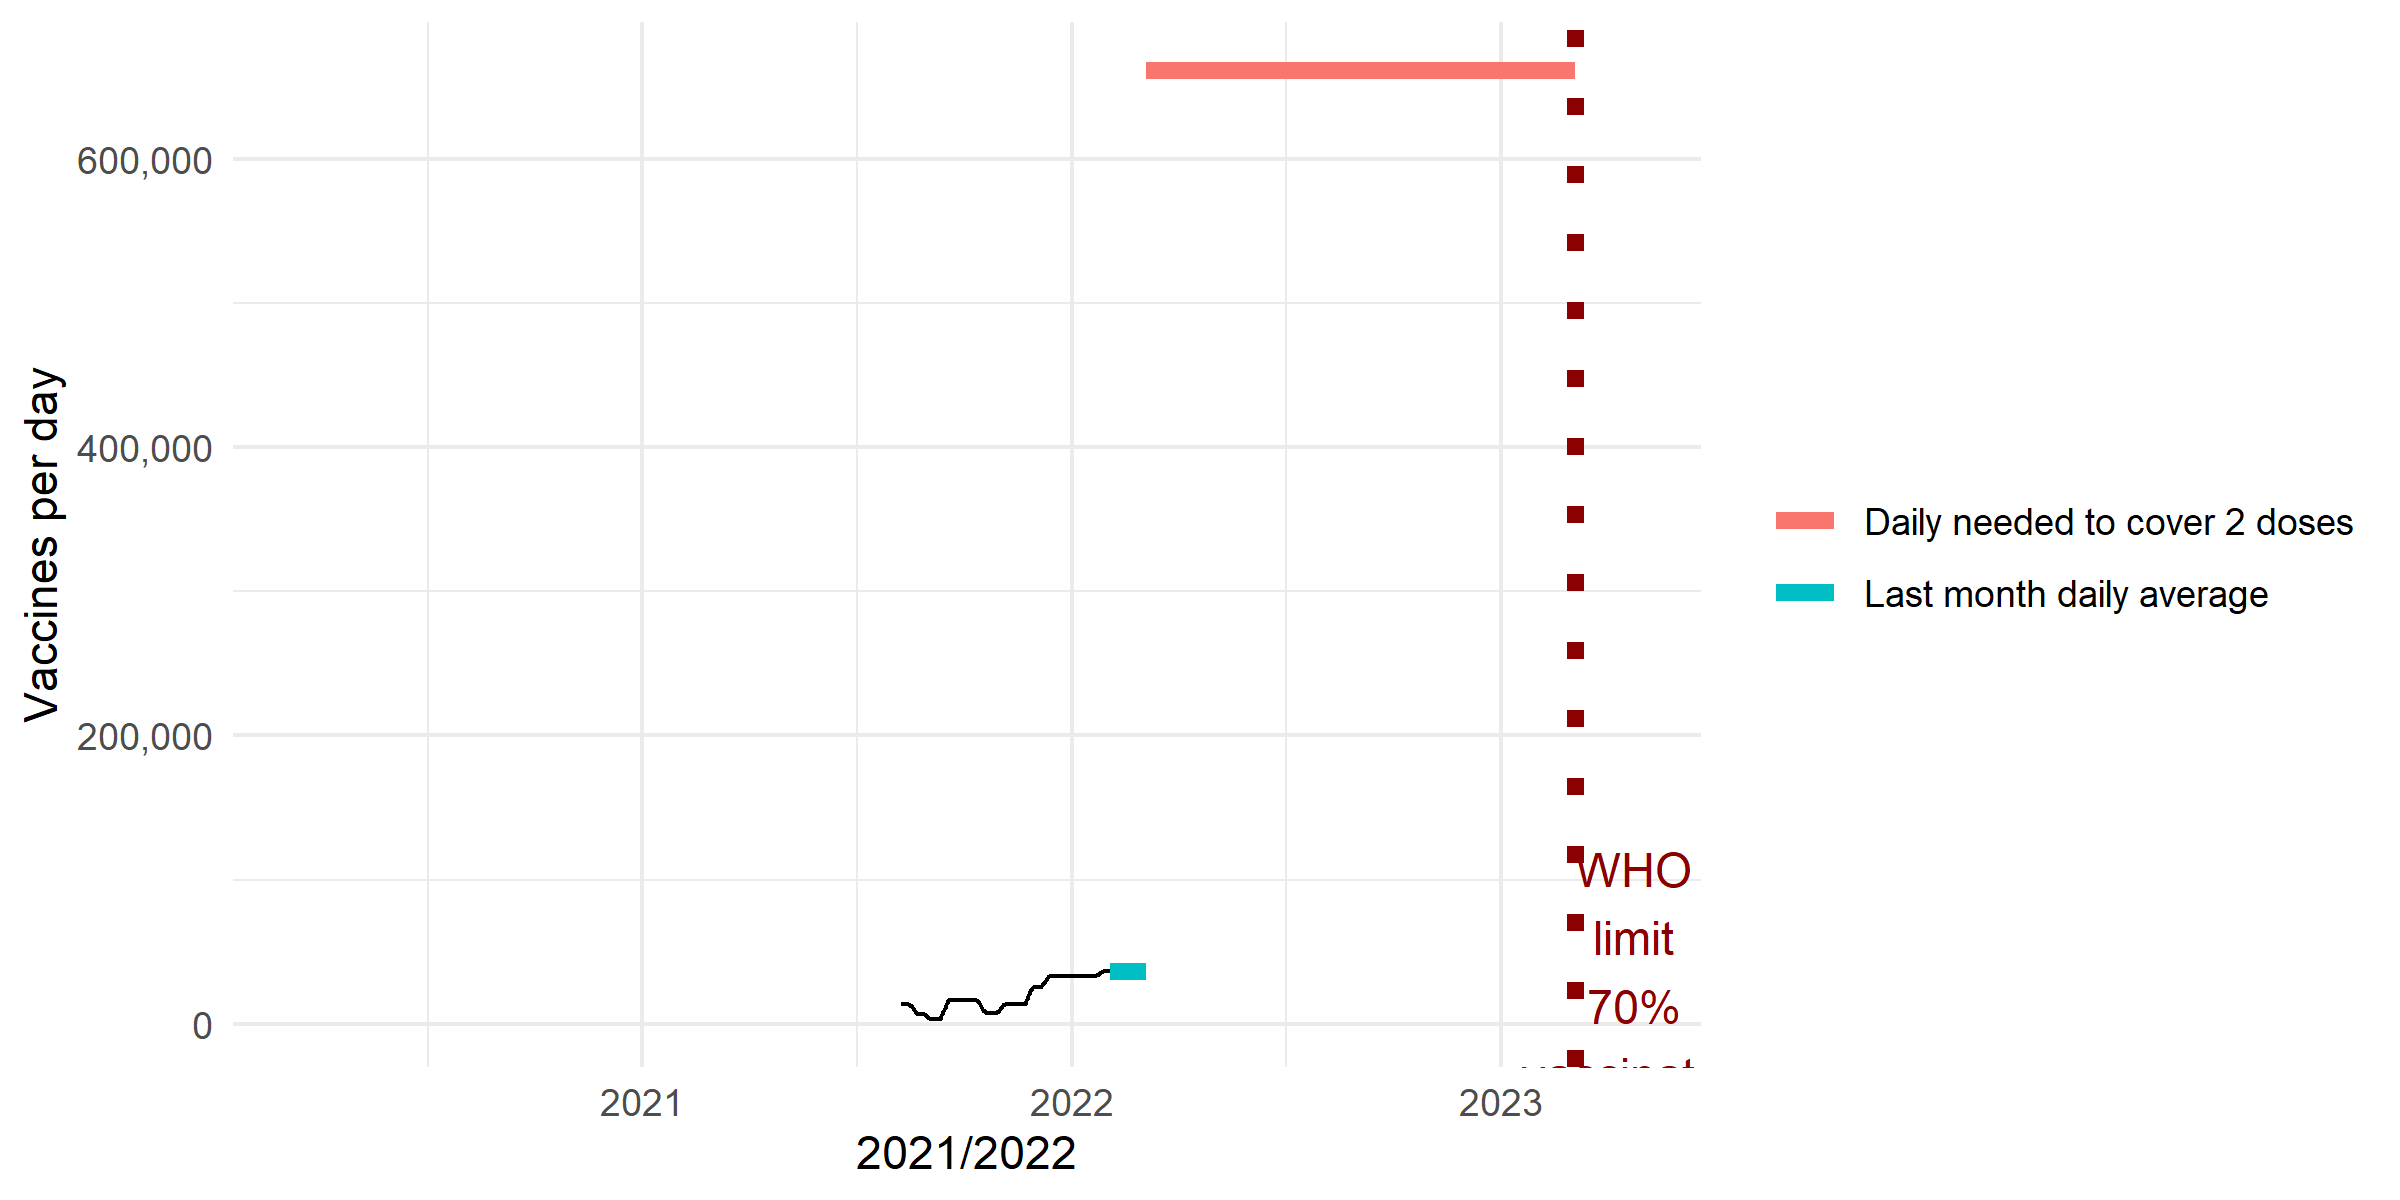 Vaccines per day
600,000
400,000
200,000
0
2021
2022
2023
2021/2022
WHO
limit
70%
Daily needed to cover 2 doses
Last month daily average